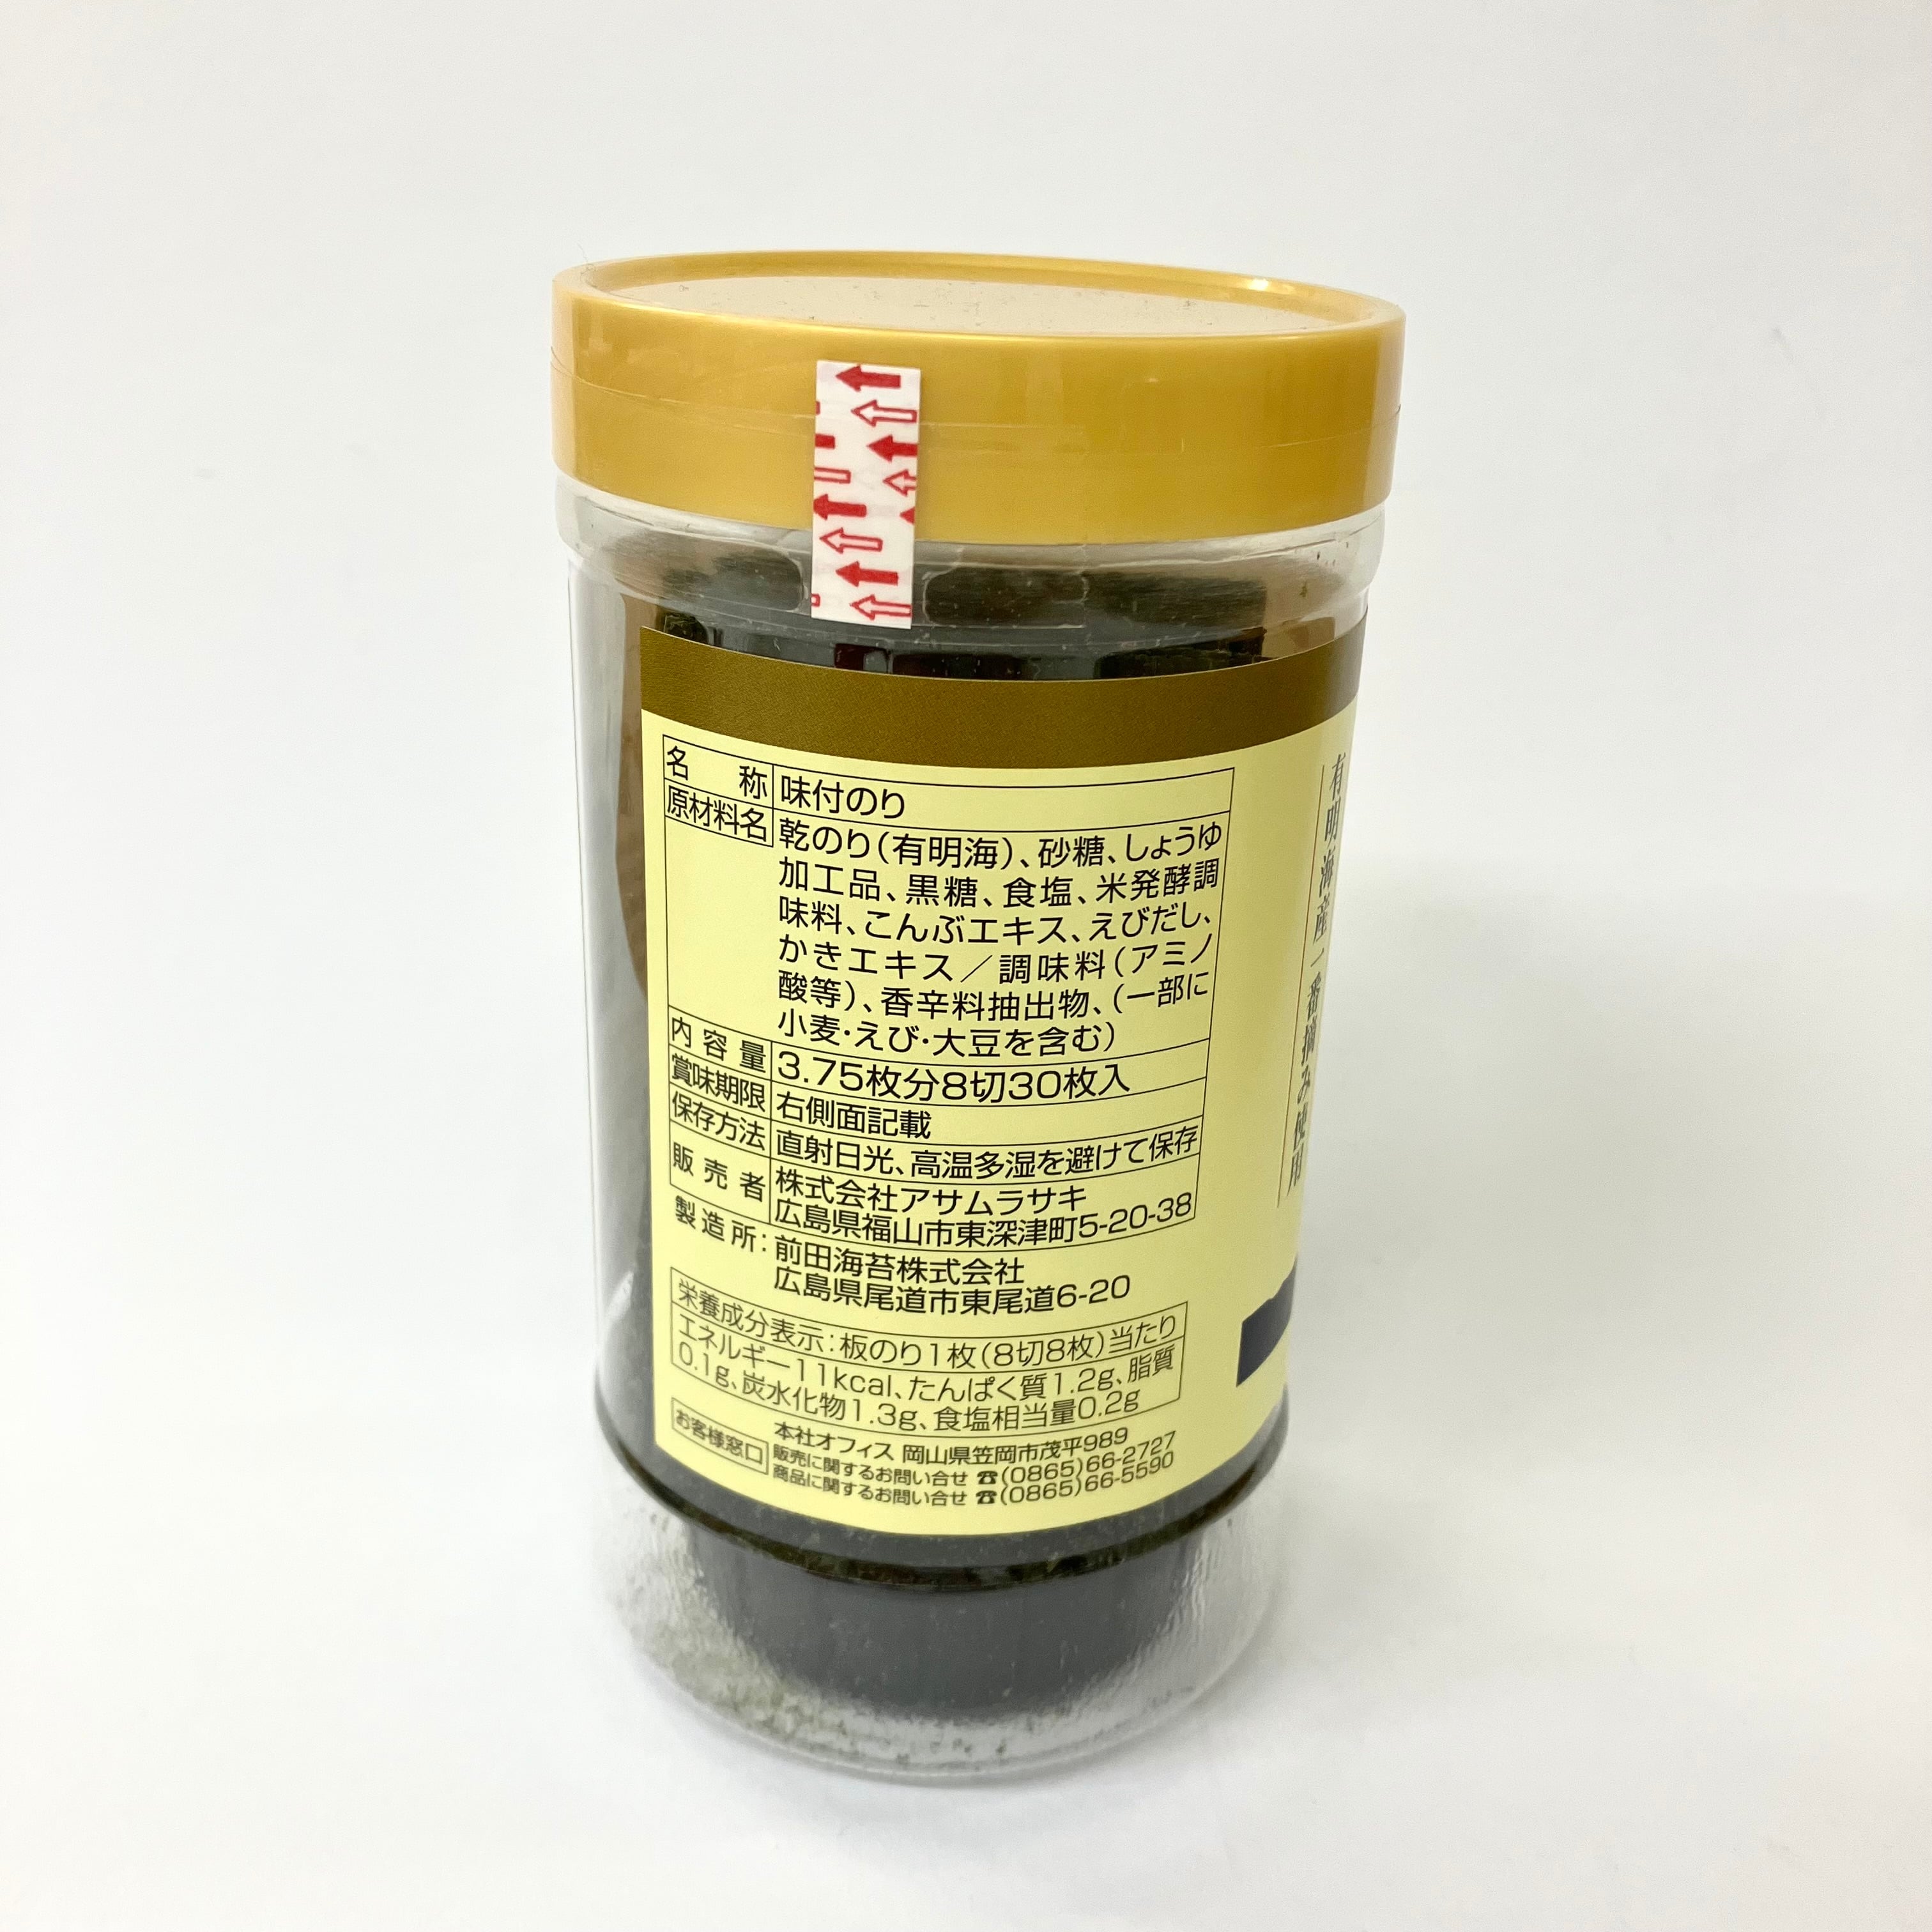 名称 味付のり
原材料名 乾のり(有明海)、砂糖、しょうゆ
加工品、黒糖、食塩、米発酵調
味料、こんぶエキス、えびだし、
かきエキス／調味料(アミノ
酸等)、香辛料抽出物、(一部に
小麦・えび・大豆を含む)
内容量 3.75枚分8切30枚入
賞味期限 右側面記載
保存方法 直射日光、高温多湿を避けて保存
販売者 株式会社アサムラサキ
広島県福山市東深津町5-20-38
製造所: 前田海苔株式会社
広島県尾道市東尾道6-20
栄養成分表示:板のり1枚(8切8枚)当たり
エネルギー11kcal、たんぱく質1.2g、脂質
0.1g、炭水化物1.3g、食塩相当量0.2g
お客様窓口 本社オフィス 岡山県笠岡市茂平989
販売に関するお問い合せ ☎(0865)66-2727
商品に関するお問い合せ ☎(0865)66-5590
有明海産一番摘み使用